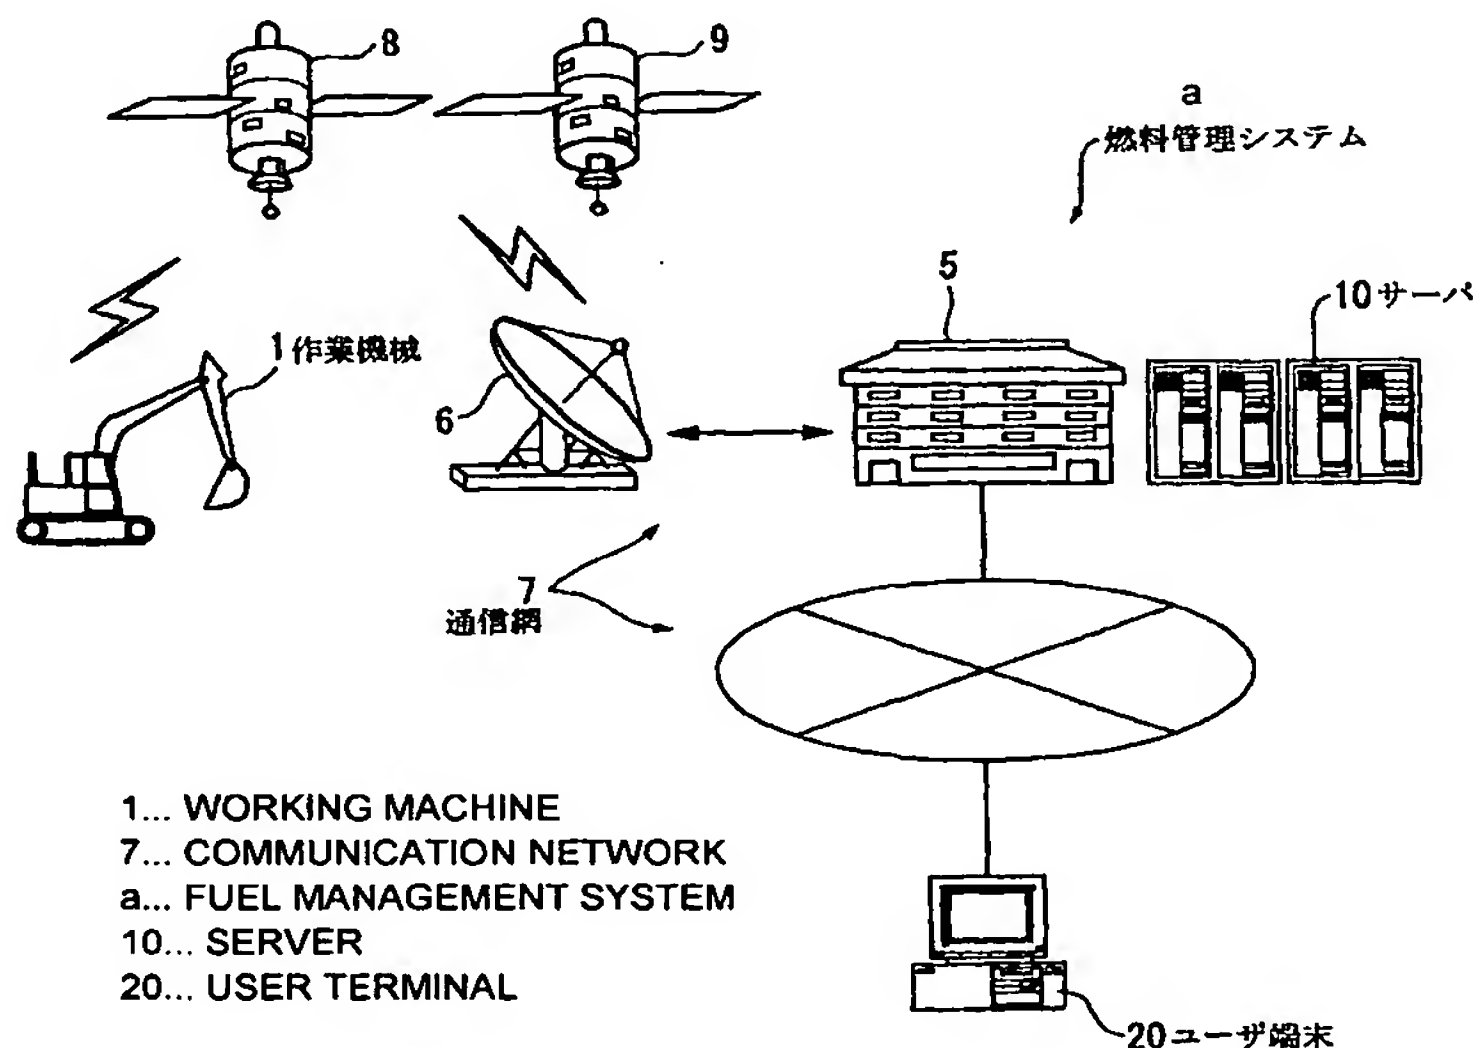 8
9
a
燃料管理システム
5
10サーバ
1作業機械
6
7
通信網
1... WORKING MACHINE
7... COMMUNICATION NETWORK
a... FUEL MANAGEMENT SYSTEM
10... SERVER
20... USER TERMINAL
20ユーザ端末